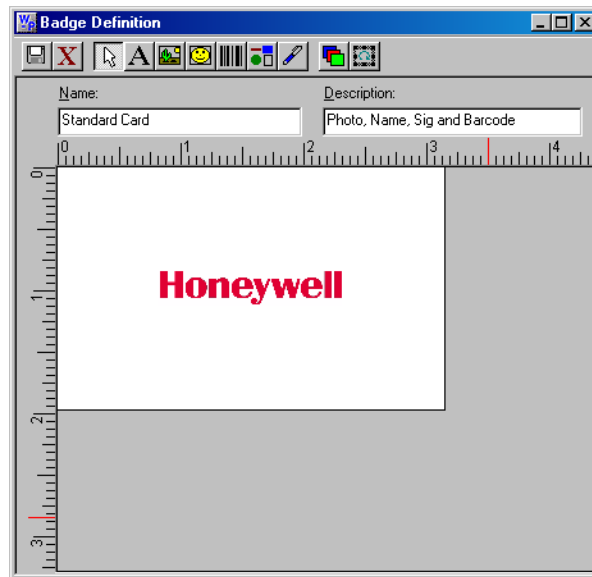 WP Badge Definition
X A
Name: Description:
Standard Card Photo, Name, Sig and Barcode
0 1 2 3 4
0
Honeywell
1
2
3